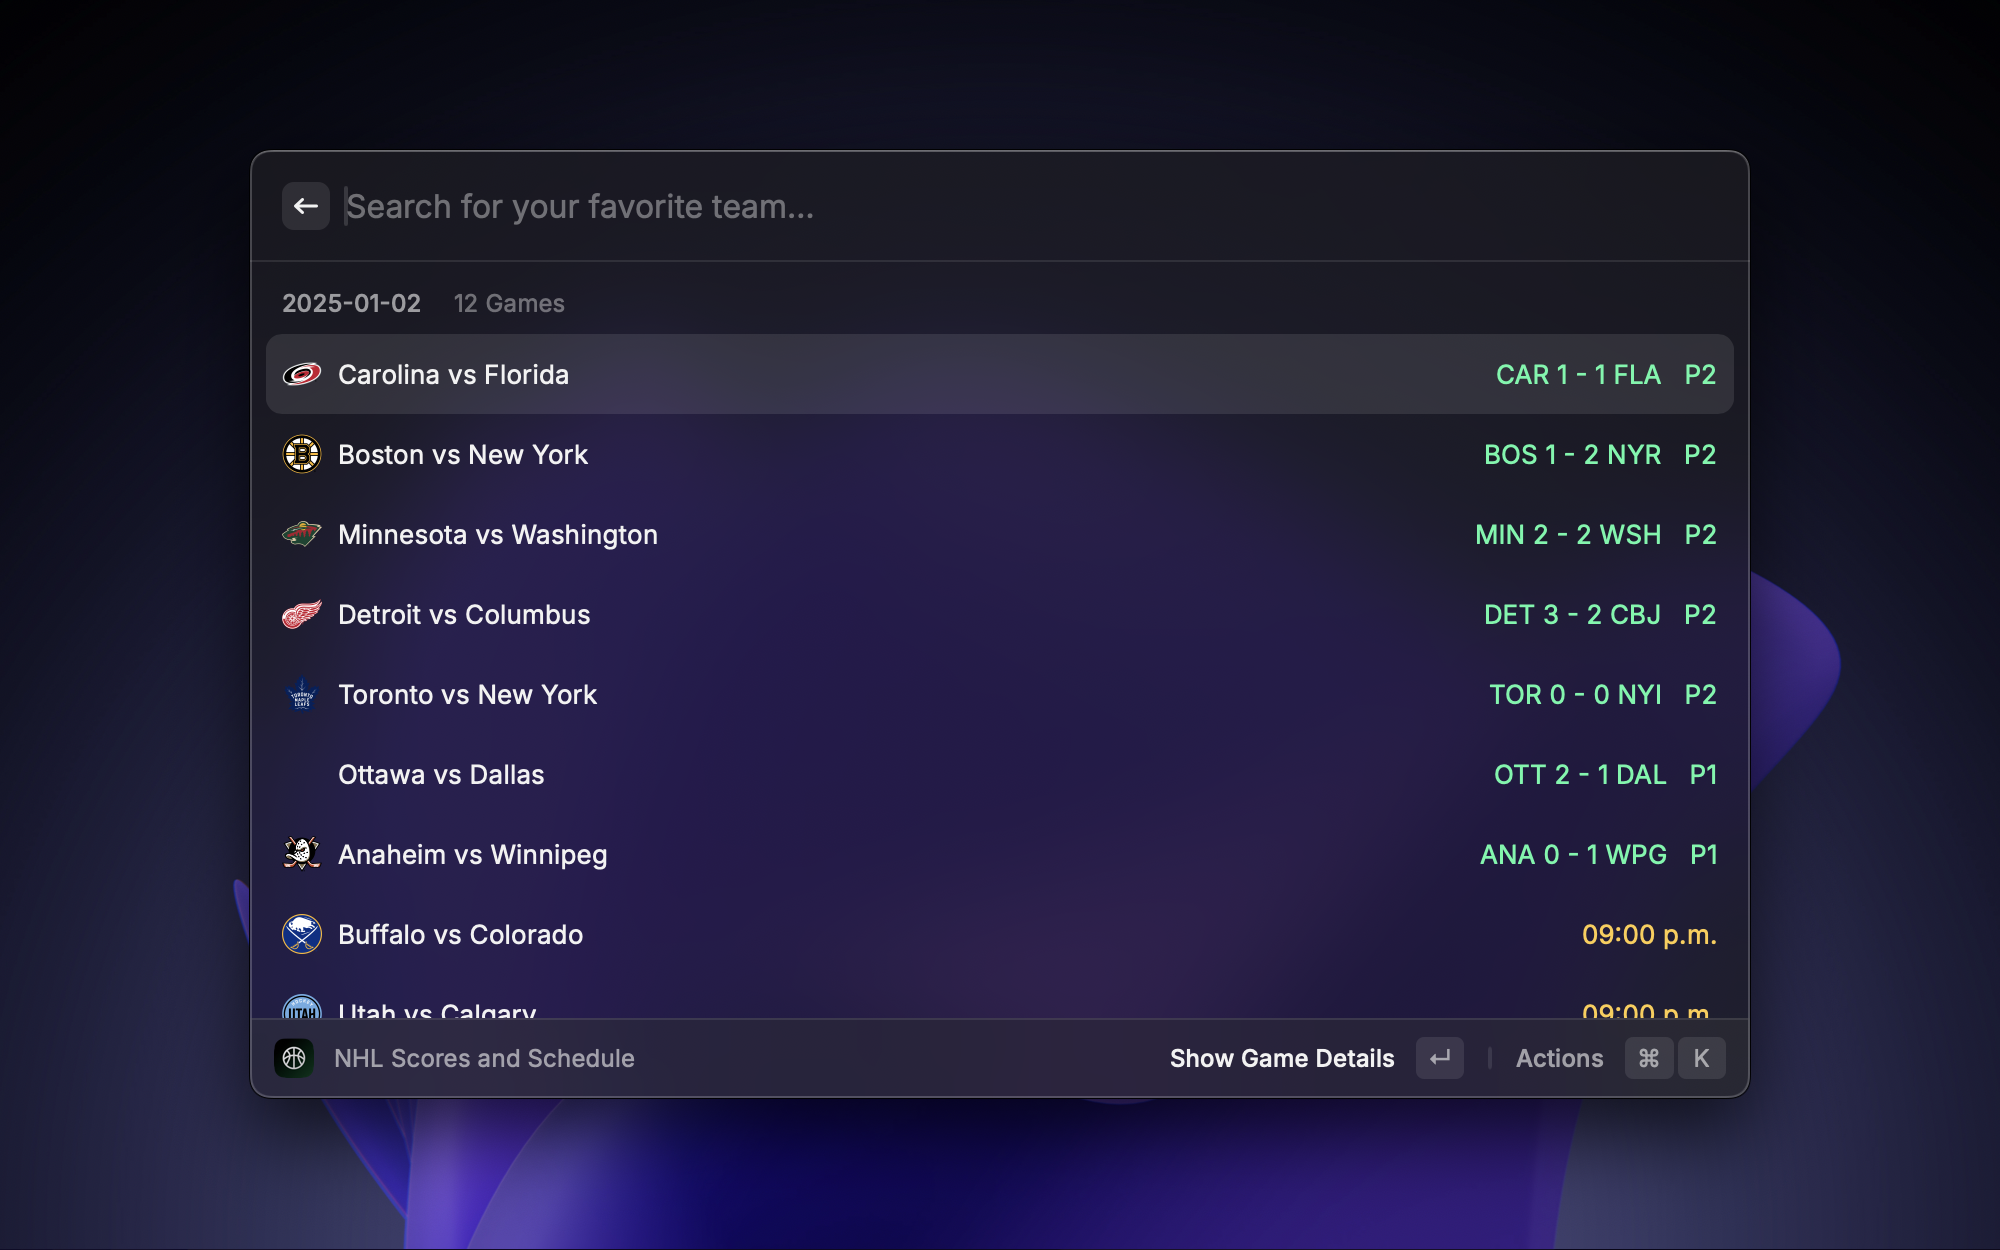 Search for your favorite team...
2025-01-02 12 Games
Carolina vs Florida CAR 1 - 1 FLA P2
Boston vs New York BOS 1 - 2 NYR P2
Minnesota vs Washington MIN 2 - 2 WSH P2
Detroit vs Columbus DET 3 - 2 CBJ P2
Toronto vs New York TOR 0 - 0 NYI P2
Ottawa vs Dallas OTT 2 - 1 DAL P1
Anaheim vs Winnipeg ANA 0 - 1 WPG P1
Buffalo vs Colorado 09:00 p.m.
Utah vs Calgary 09:00 p.m.
NHL Scores and Schedule Show Game Details ↵ Actions ⌘ K